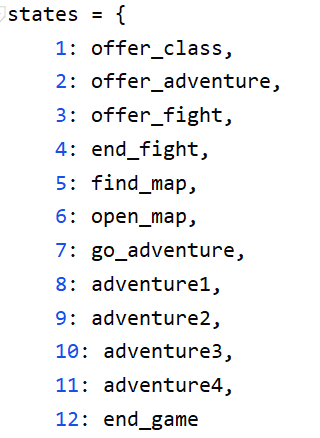 states = {
    1: offer_class,
    2: offer_adventure,
    3: offer_fight,
    4: end_fight,
    5: find_map,
    6: open_map,
    7: go_adventure,
    8: adventure1,
    9: adventure2,
    10: adventure3,
    11: adventure4,
    12: end_game